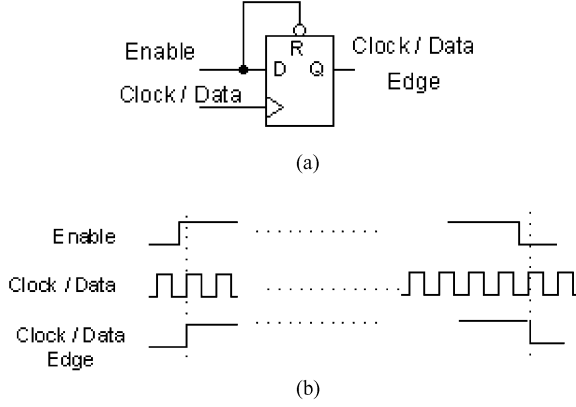 Enable
Clock / Data
R
D Q
Clock / Data
Edge
(a)
Enable
Clock / Data
Clock / Data
Edge
(b)